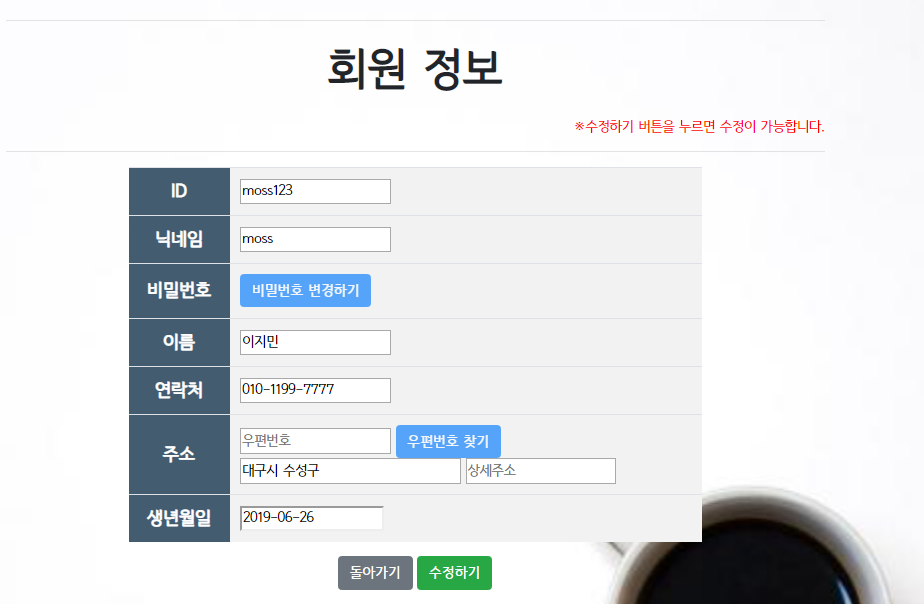 회원 정보
※수정하기 버튼을 누르면 수정이 가능합니다.
ID moss123
닉네임 moss
비밀번호 비밀번호 변경하기
이름 이지민
연락처 010-1199-7777
우편번호 우편번호 찾기
주소
대구시 수성구 상세주소
생년월일 2019-06-26
돌아가기 수정하기